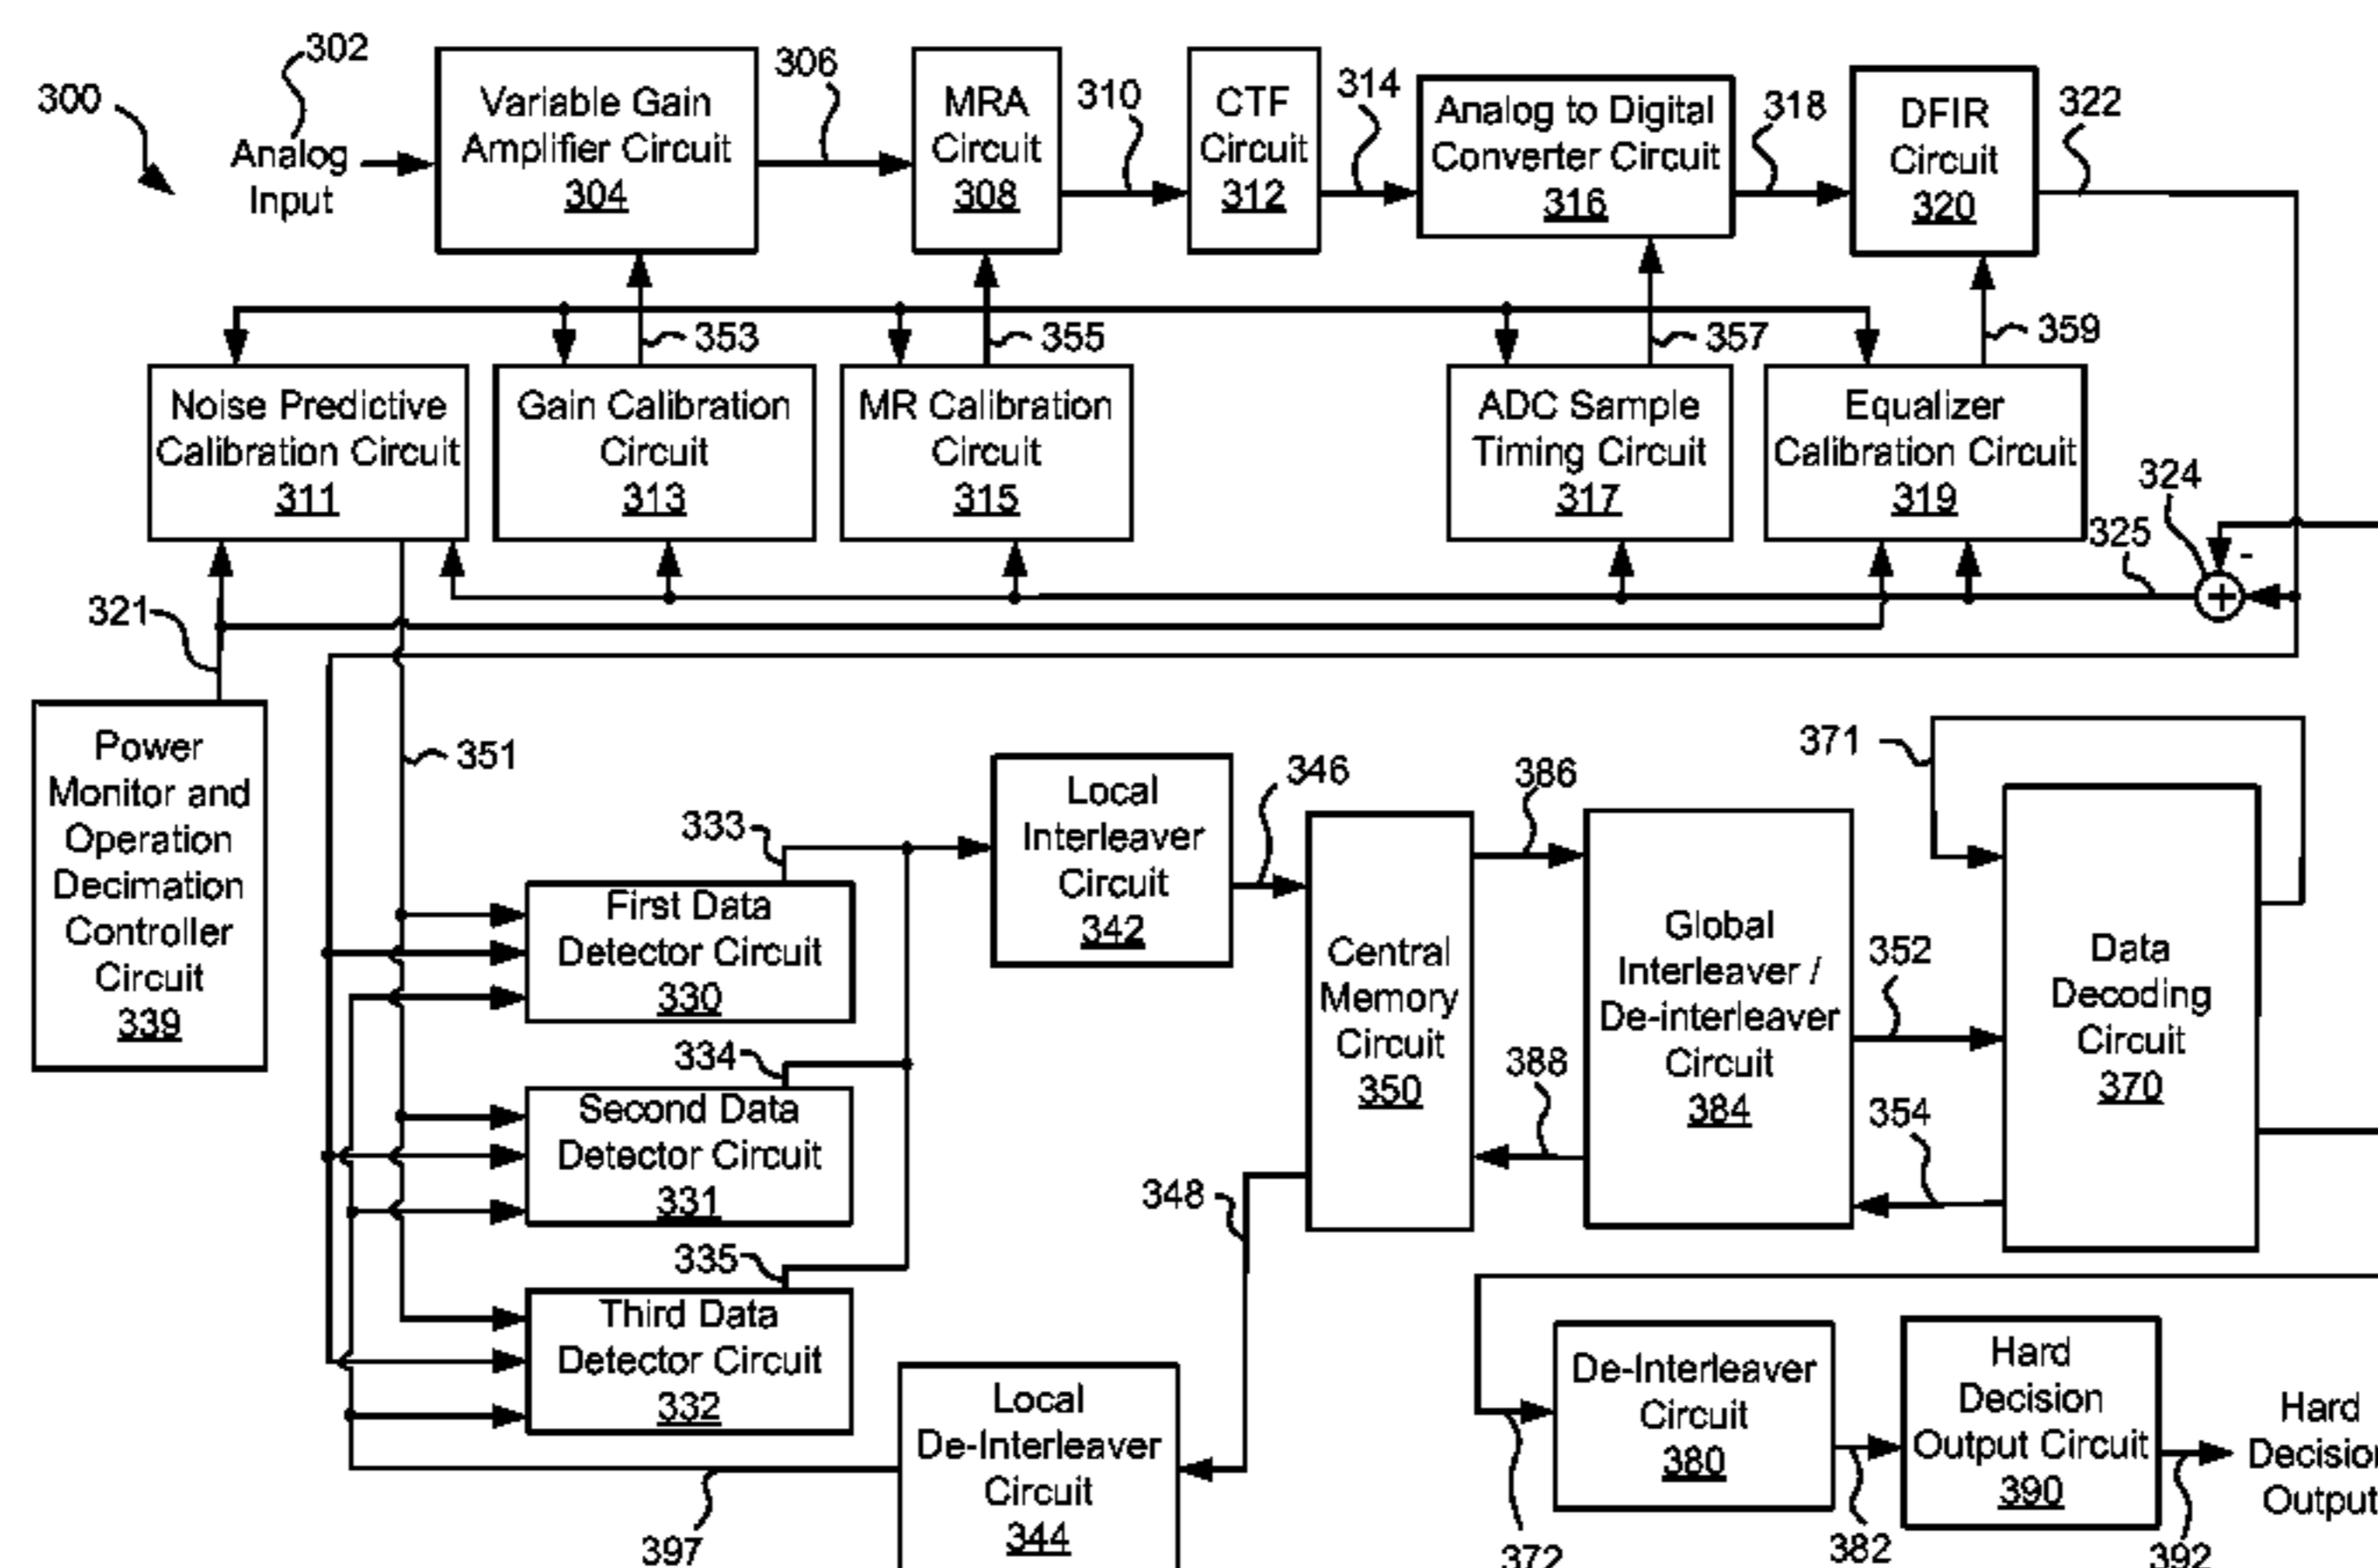 300
302
Analog
Input
Variable Gain
Amplifier Circuit
304
306
MRA
Circuit
308
310
CTF
Circuit
312
314
Analog to Digital
Converter Circuit
316
318
DFIR
Circuit
320
322
353
355
357
359
Noise Predictive
Calibration Circuit
311
Gain Calibration
Circuit
313
MR Calibration
Circuit
315
ADC Sample
Timing Circuit
317
Equalizer
Calibration Circuit
319
324
325
-
+
321
Power
Monitor and
Operation
Decimation
Controller
Circuit
339
351
333
First Data
Detector Circuit
330
334
Second Data
Detector Circuit
331
335
Third Data
Detector Circuit
332
Local
Interleaver
Circuit
342
346
Central
Memory
Circuit
350
386
388
348
Global
Interleaver /
De-interleaver
Circuit
384
371
352
354
Data
Decoding
Circuit
370
Local
De-Interleaver
Circuit
344
397
De-Interleaver
Circuit
380
372
382
Hard
Decision
Output Circuit
390
392
Hard
Decision
Output